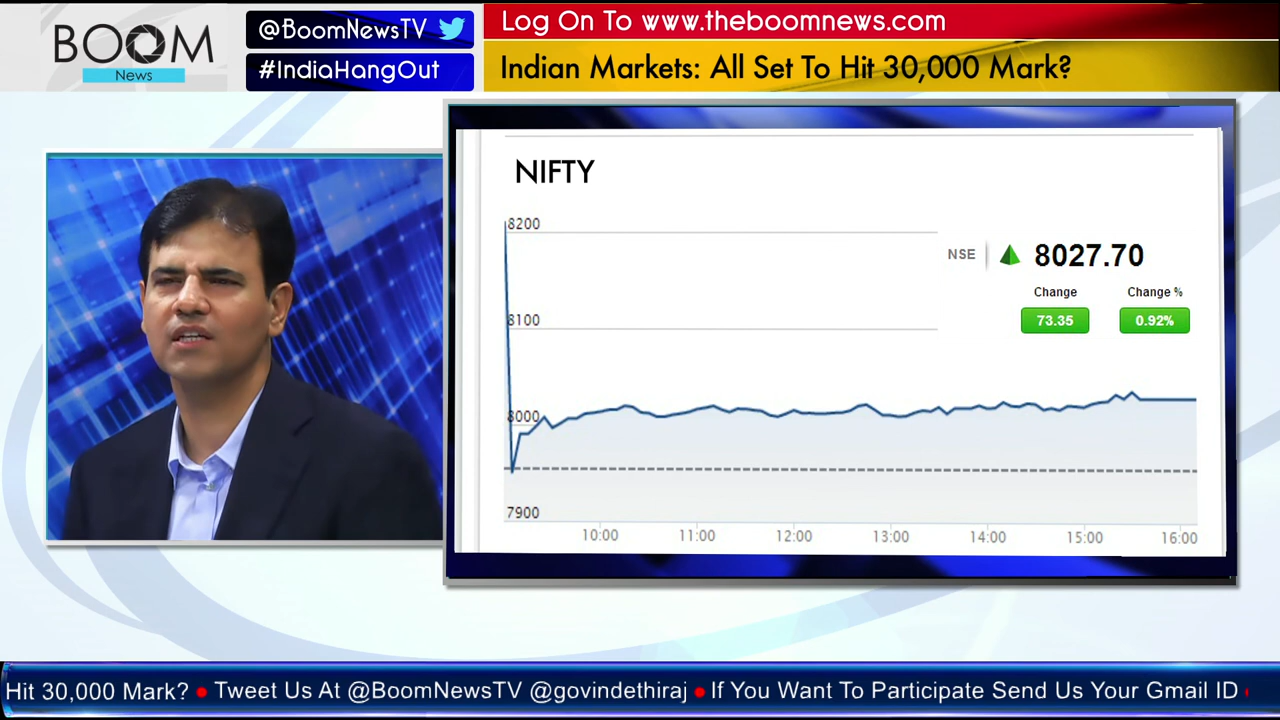 BOOM
News
@BoomNewsTV
#IndiaHangOut
Log On To www.theboomnews.com
Indian Markets: All Set To Hit 30,000 Mark?
NIFTY
8200
8100
8000
7900
10:00 11:00 12:00 13:00 14:00 15:00 16:00
NSE 8027.70
Change Change %
73.35 0.92%
Hit 30,000 Mark? ● Tweet Us At @BoomNewsTV @govindethiraj ● If You Want To Participate Send Us Your Gmail ID